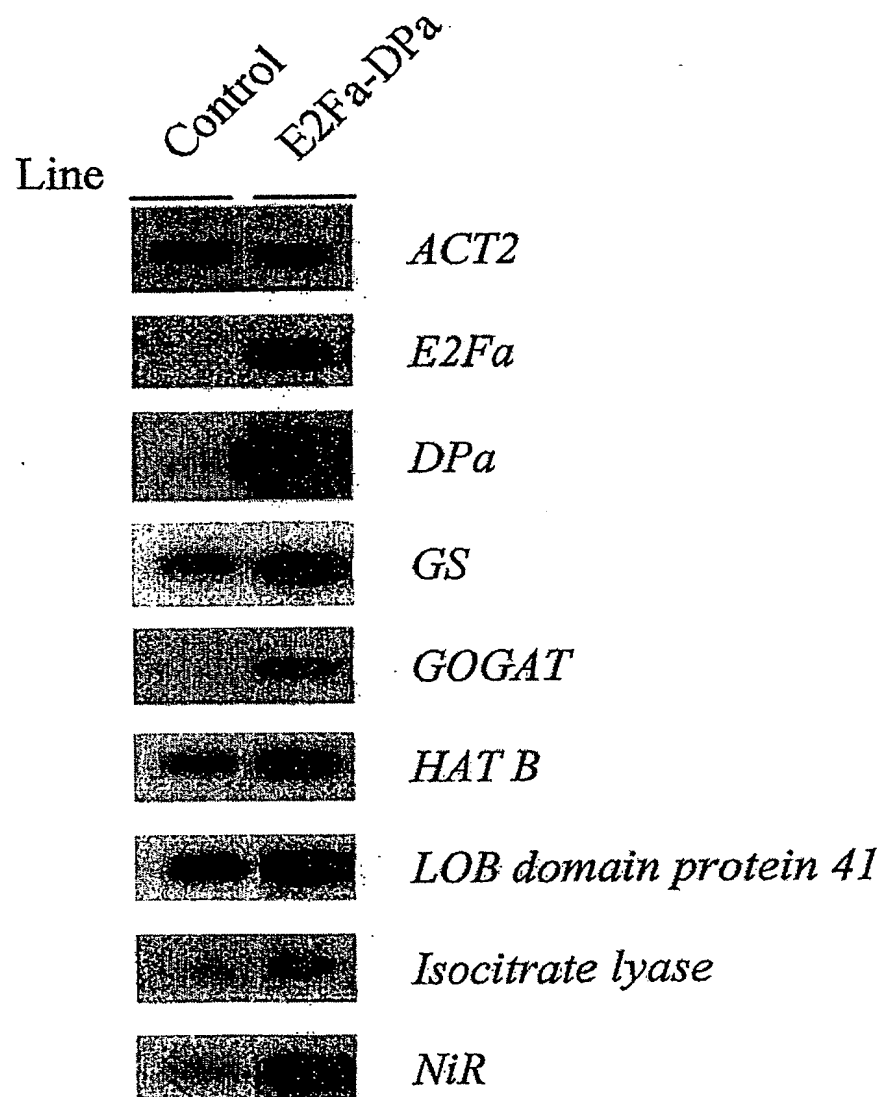 Line Control E2Fa-DPa
ACT2
E2Fa
DPa
GS
GOGAT
HAT B
LOB domain protein 41
Isocitrate lyase
NiR